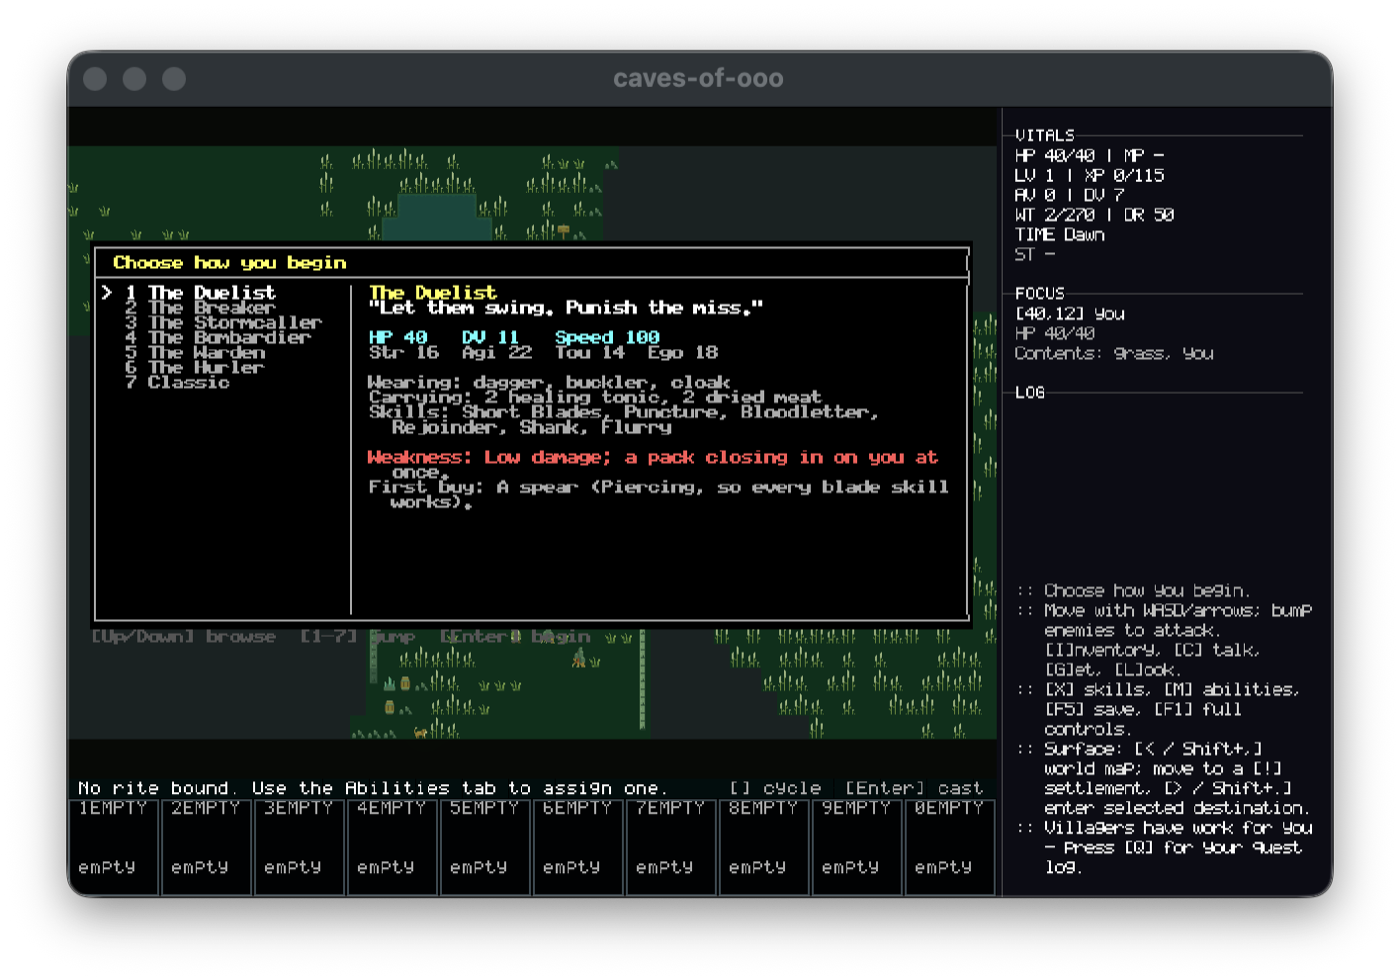 caves-of-ooo
Choose how you begin
> 1 The Duelist
2 The Breaker
3 The Stormcaller
4 The Bombardier
5 The Warden
6 The Hurler
7 Classic
The Duelist
"Let them swing. Punish the miss."
HP 40 DV 11 Speed 100
Str 16 Agi 22 Tou 14 Ego 18
Wearing: dagger, buckler, cloak
Carrying: 2 healing tonic, 2 dried meat
Skills: Short Blades, Puncture, Bloodletter,
Rejoinder, Shank, Flurry
Weakness: Low damage; a pack closing in on you at
once.
First buy: A spear (Piercing, so every blade skill
works).
[Up/Down] browse [1-7] jump [Enter] begin
No rite bound. Use the Abilities tab to assign one. [] cycle [Enter] cast
1EMPTY 2EMPTY 3EMPTY 4EMPTY 5EMPTY 6EMPTY 7EMPTY 8EMPTY 9EMPTY 0EMPTY
empty empty empty empty empty empty empty empty empty empty
VITALS
HP 40/40 | MP -
LV 1 | XP 0/115
AV 0 | DV 7
WT 2/270 | DR 50
TIME Dawn
ST -
FOCUS
[40,12] you
HP 40/40
Contents: grass, you
LOG
:: Choose how you begin.
:: Move with WASD/arrows; bump
enemies to attack.
[I]nventory, [C] talk,
[G]et, [L]ook.
:: [X] skills, [M] abilities,
[F5] save, [F1] full
controls.
:: Surface: [< / Shift+,]
world map; move to a [!]
settlement, [> / Shift+.]
enter selected destination.
:: Villagers have work for you
- press [Q] for your quest
log.